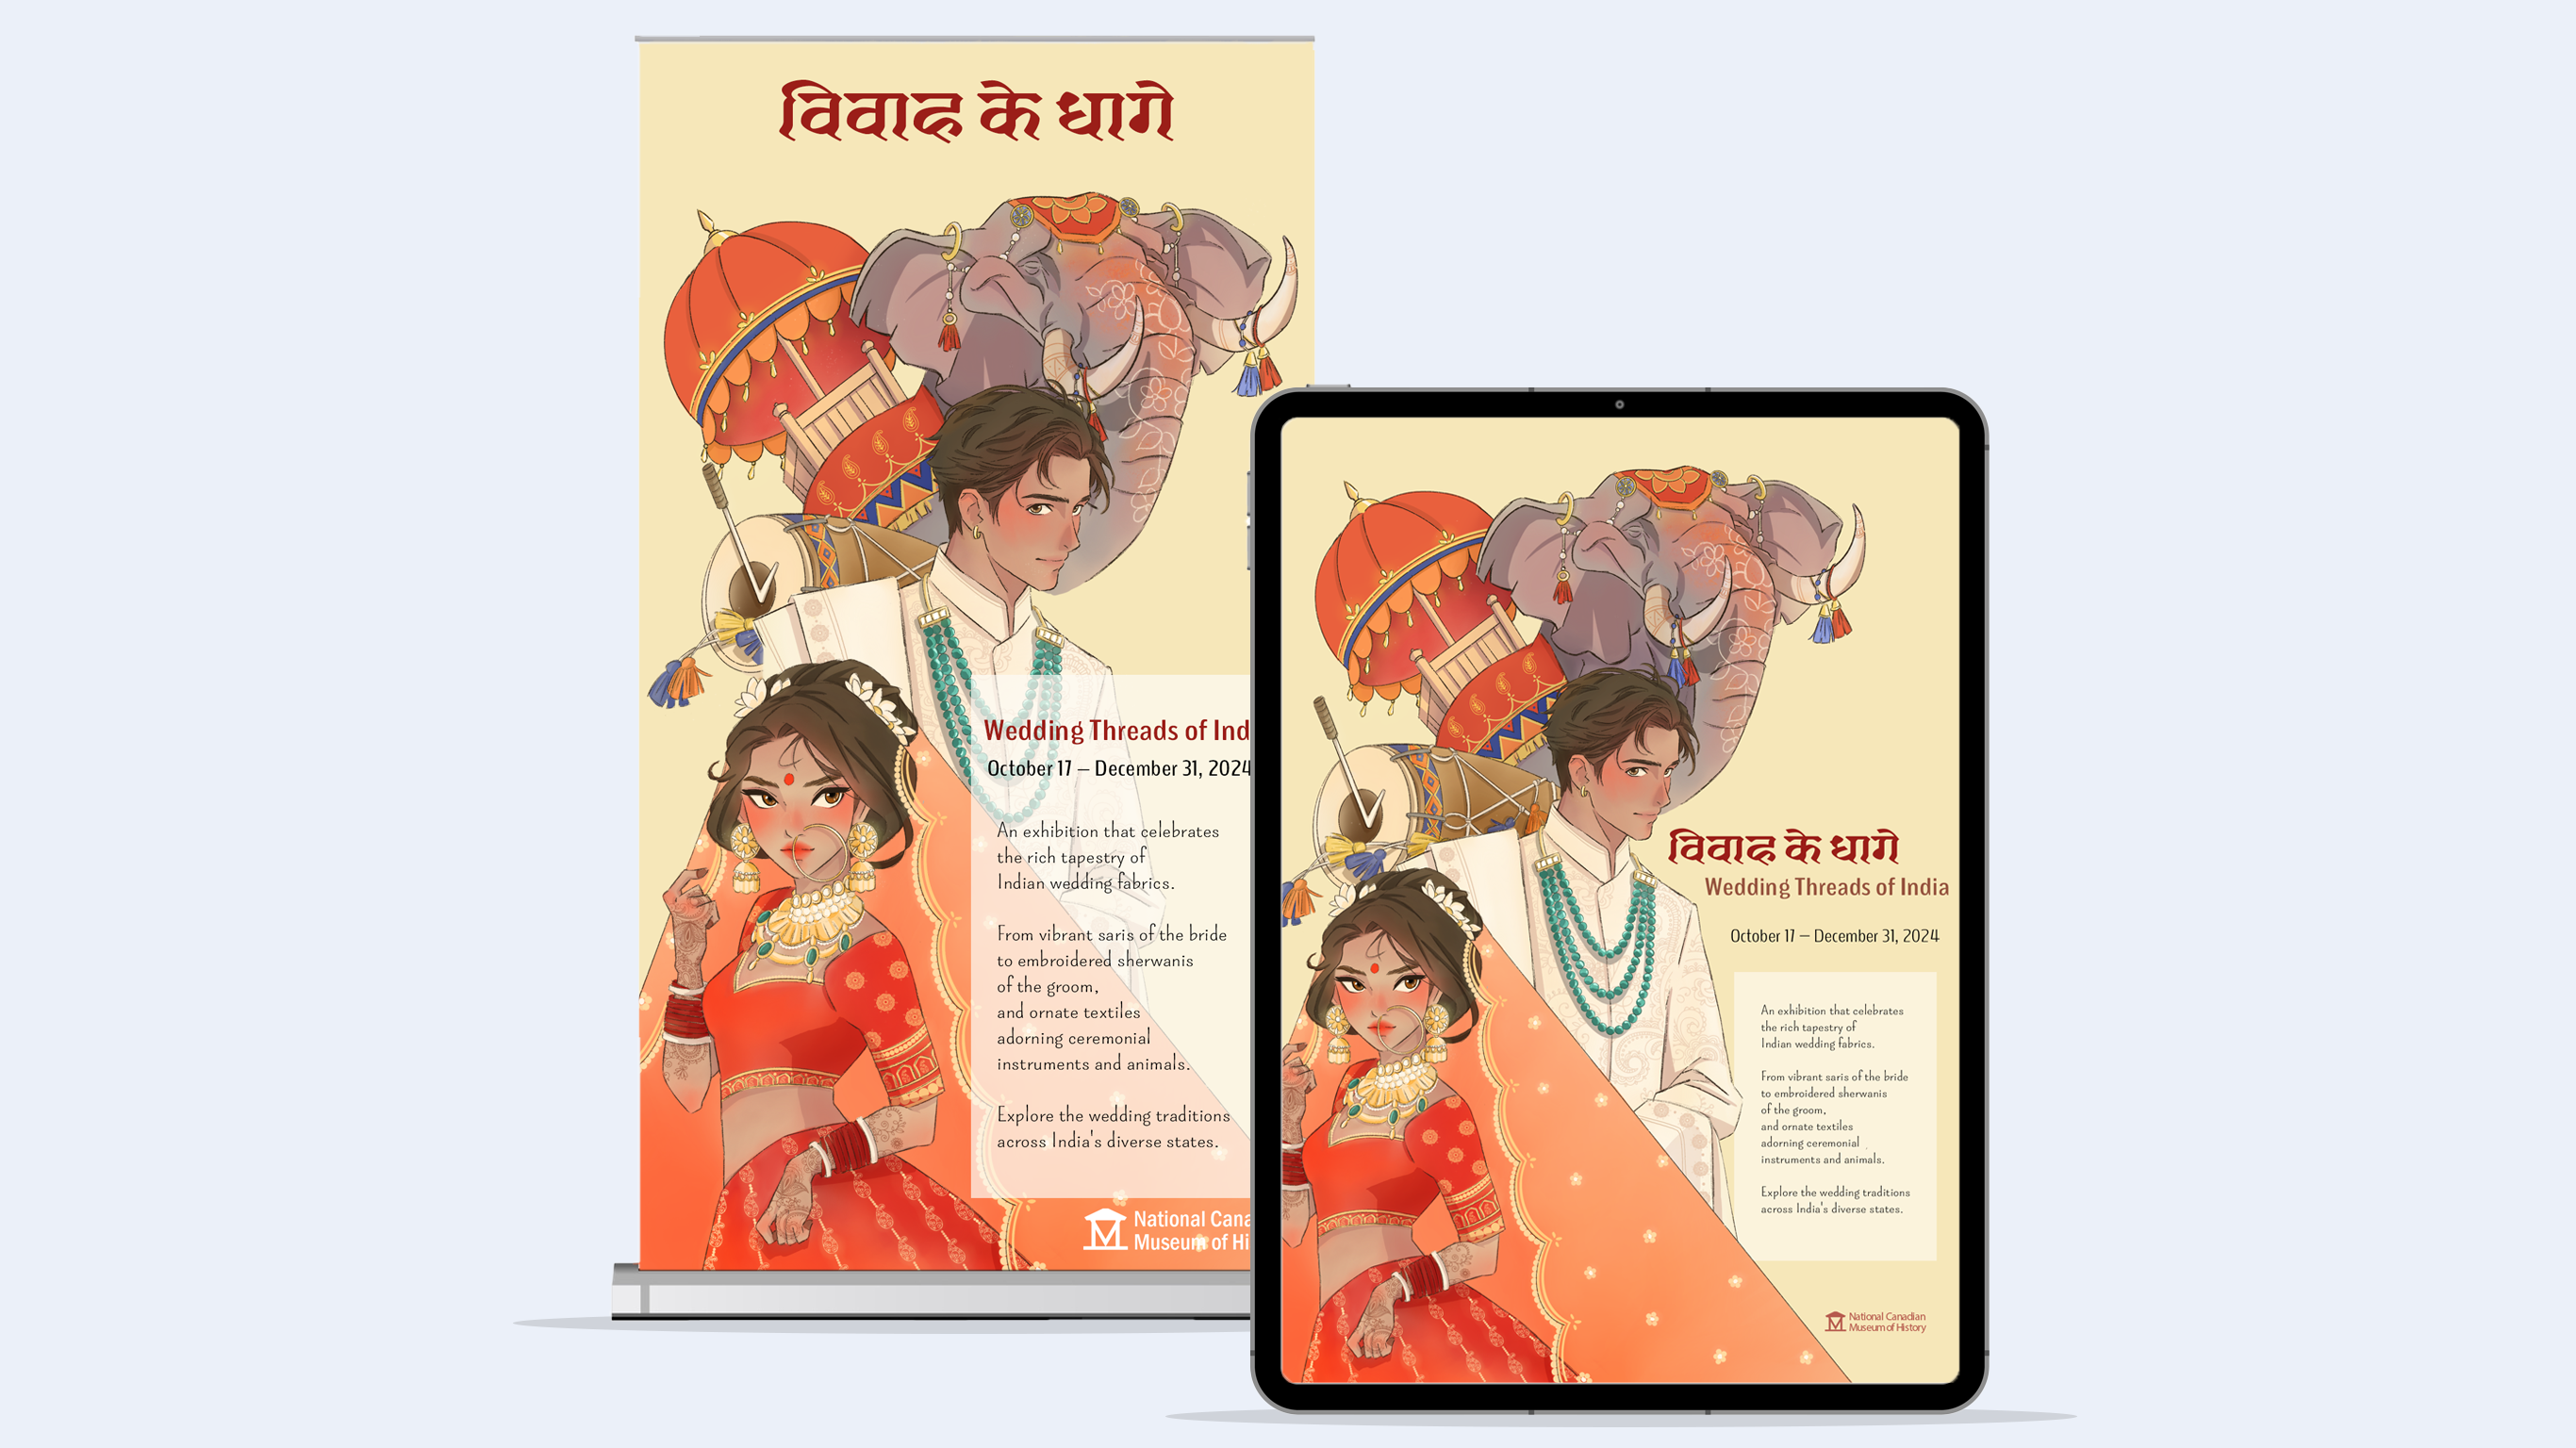 विवाह के धागे
Wedding Threads of Ind
October 17 – December 31, 2024
An exhibition that celebrates
the rich tapestry of
Indian wedding fabrics.
From vibrant saris of the bride
to embroidered sherwanis
of the groom,
and ornate textiles
adorning ceremonial
instruments and animals.
Explore the wedding traditions
across India's diverse states.
National Cana
Museum of Hi
विवाह के धागे
Wedding Threads of India
October 17 – December 31, 2024
An exhibition that celebrates
the rich tapestry of
Indian wedding fabrics.
From vibrant saris of the bride
to embroidered sherwanis
of the groom,
and ornate textiles
adorning ceremonial
instruments and animals.
Explore the wedding traditions
across India's diverse states.
National Canadian
Museum of History